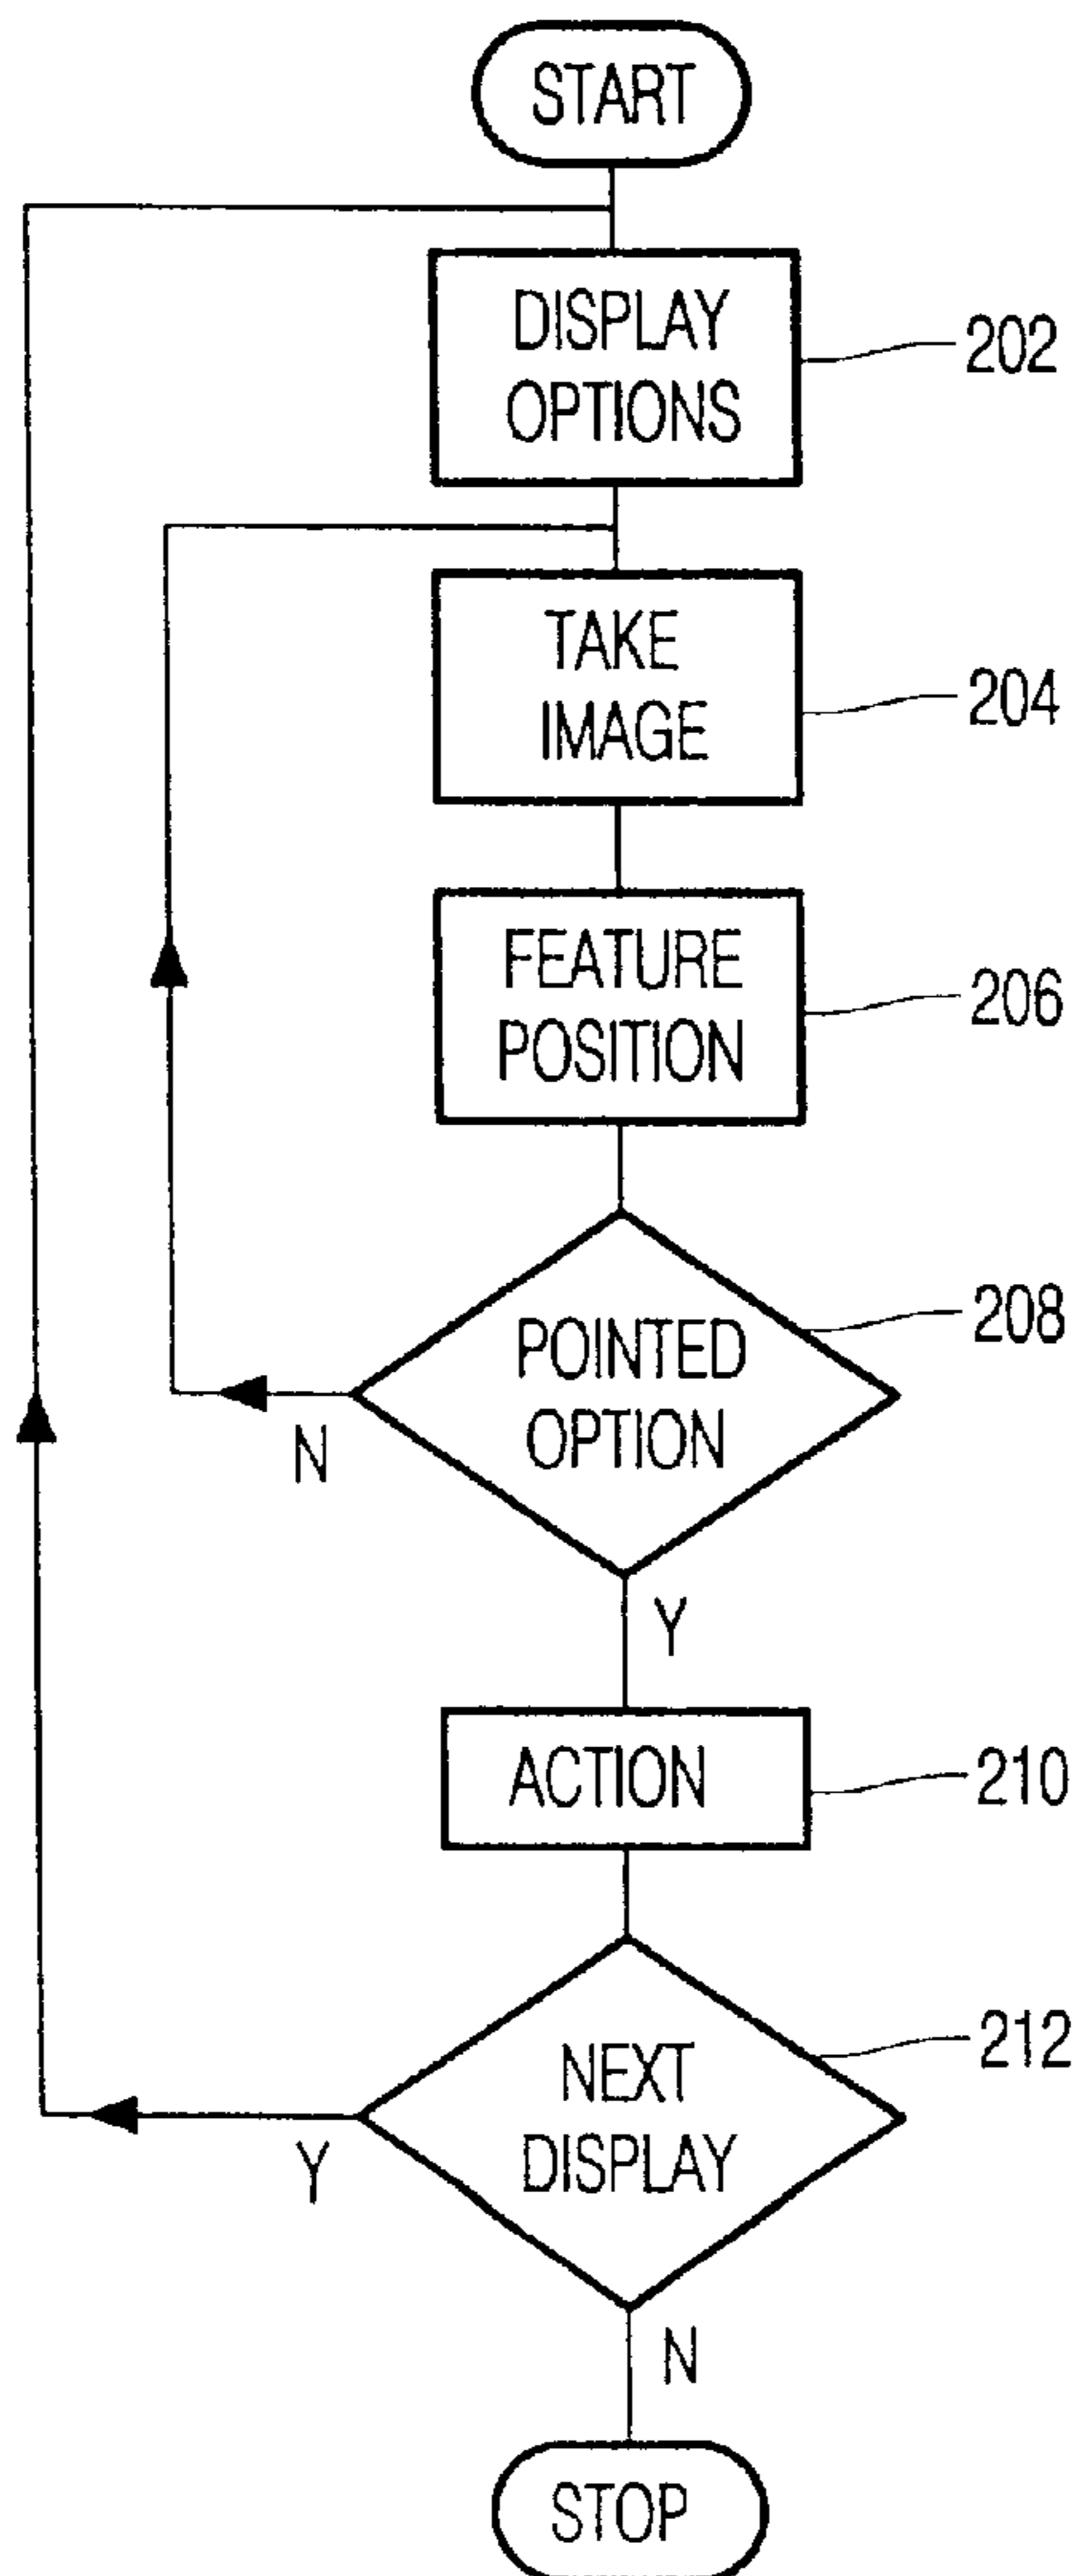 START
DISPLAY
OPTIONS
202
TAKE
IMAGE
204
FEATURE
POSITION
206
POINTED
OPTION
208
N
Y
ACTION
210
NEXT
DISPLAY
212
Y
N
STOP